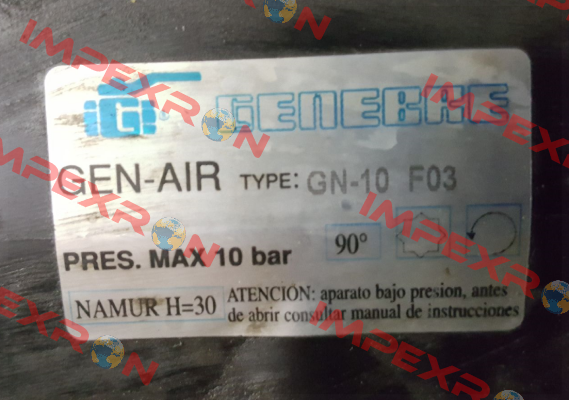 G GENEBRE
GEN-AIR TYPE: GN-10 F03
PRES. MAX 10 bar 90°
NAMUR H=30 ATENCIÓN: aparato bajo presion, antes
de abrir consultar manual de instrucciones
IMPEXRON